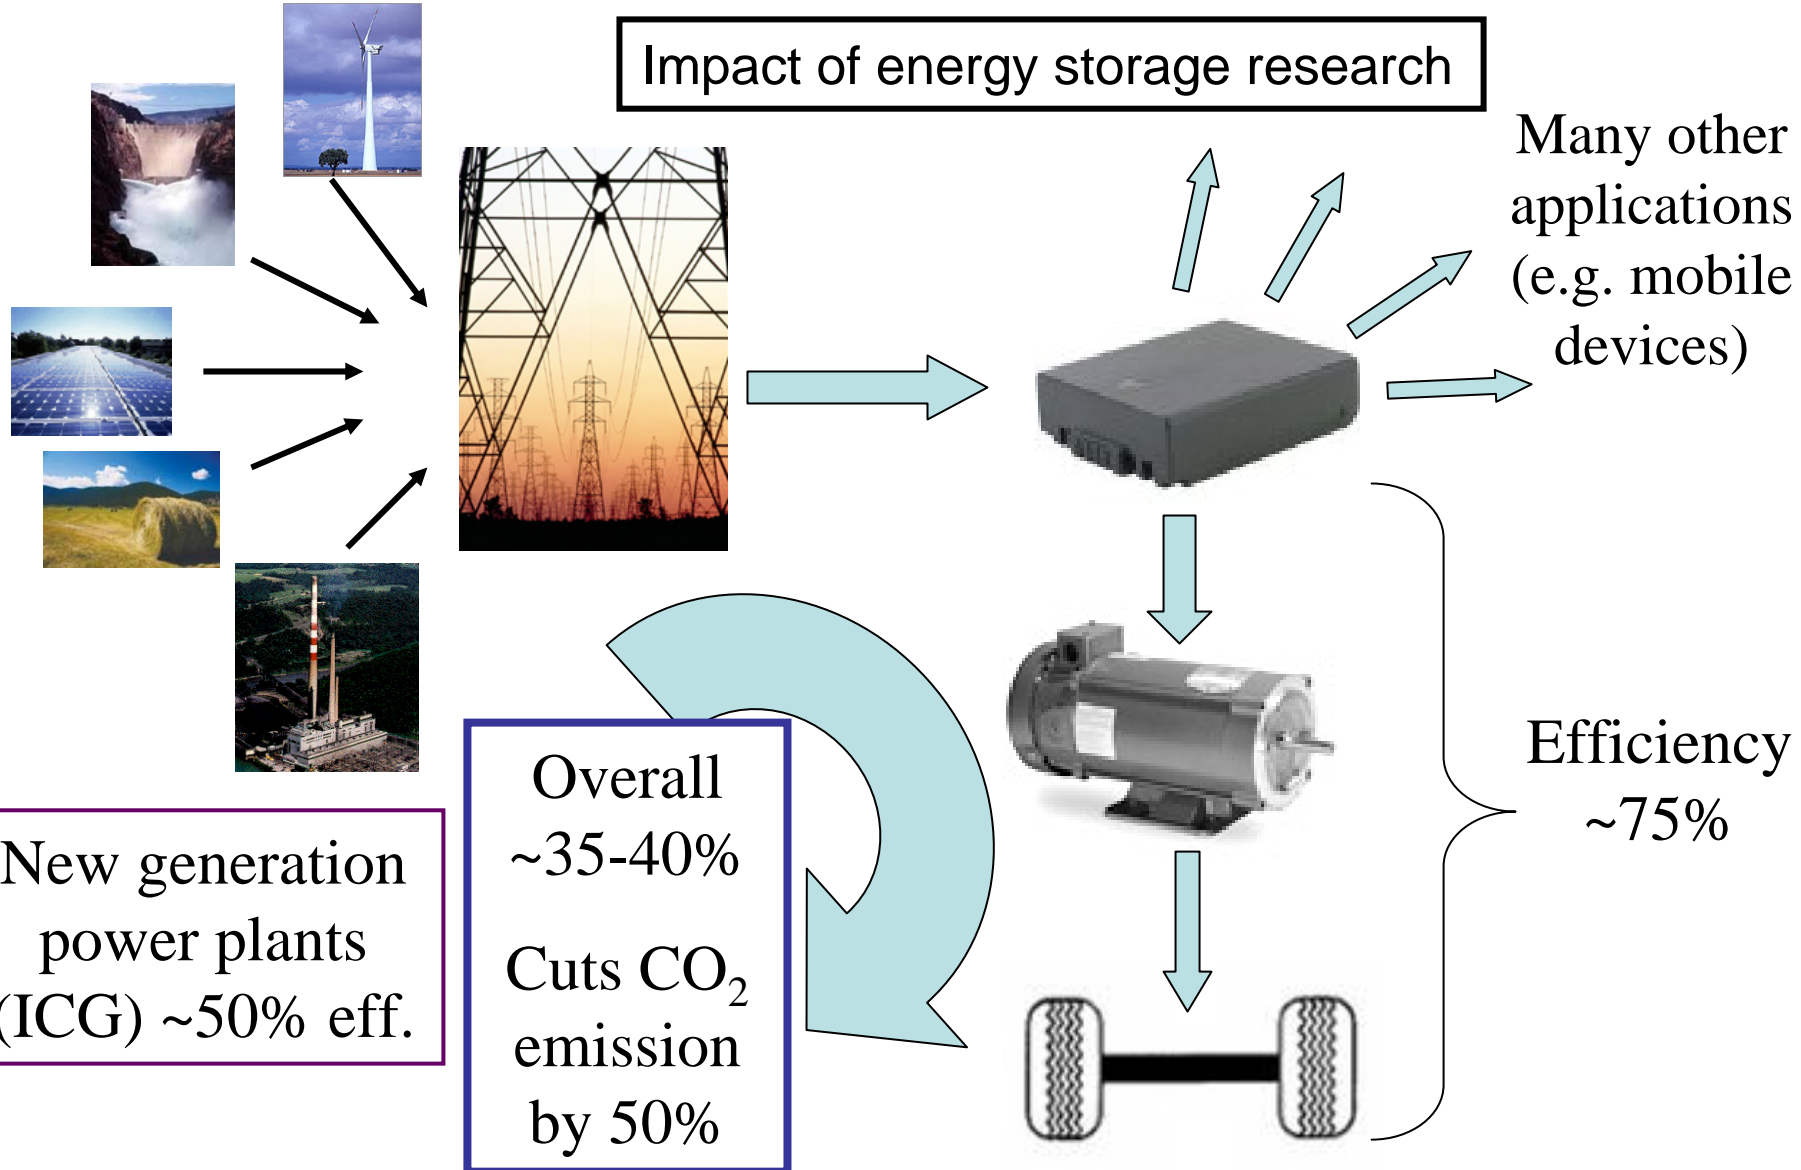 Impact of energy storage research
Many other
applications
(e.g. mobile
devices)
Efficiency
~75%
Overall
~35-40%
Cuts CO₂
emission
by 50%
New generation
power plants
(ICG) ~50% eff.